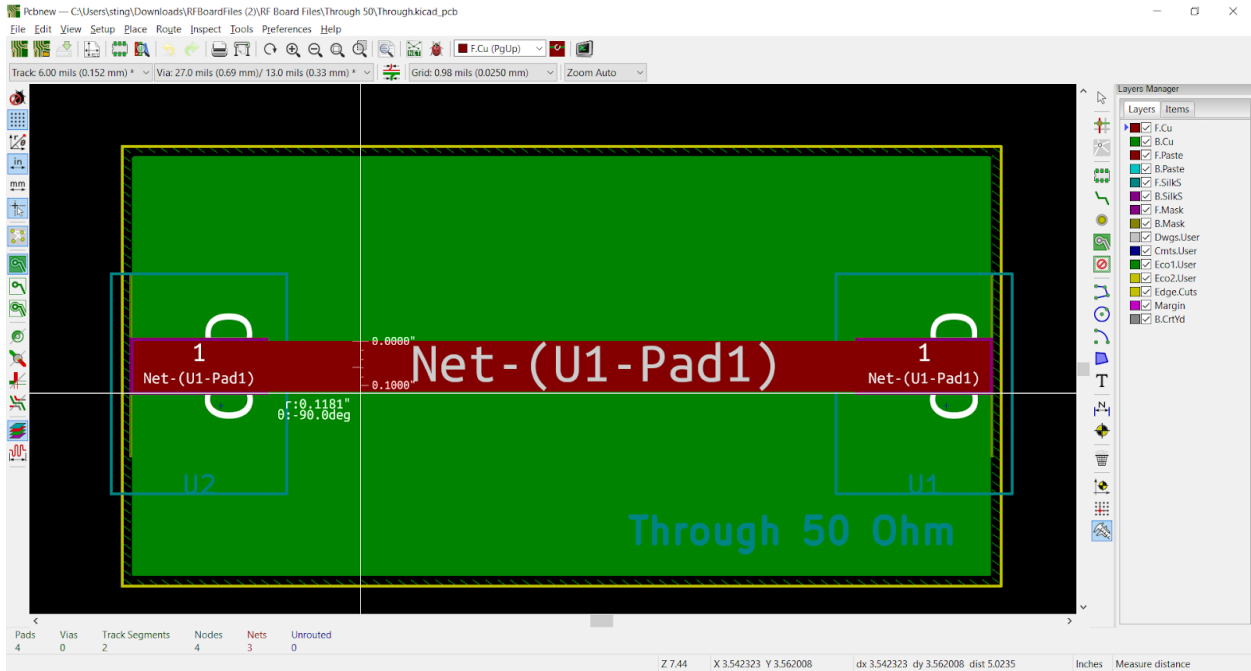 Pcbnew — C:\Users\sting\Downloads\RFBoardFiles (2)\RF Board Files\Through 50\Through.kicad_pcb
File Edit View Setup Place Route Inspect Tools Preferences Help
F.Cu (PgUp)
Track: 6.00 mils (0.152 mm) * Via: 27.0 mils (0.69 mm)/ 13.0 mils (0.33 mm) * Grid: 0.98 mils (0.0250 mm) Zoom Auto
Layers Manager
Layers Items
F.Cu
B.Cu
F.Paste
B.Paste
F.SilkS
B.SilkS
F.Mask
B.Mask
Dwgs.User
Cmts.User
Eco1.User
Eco2.User
Edge.Cuts
Margin
B.CrtYd
in
mm
0.0000"
0.1000"
1
Net-(U1-Pad1)
Net-(U1-Pad1)
1
Net-(U1-Pad1)
r:0.1181"
θ:-90.0deg
U2
U1
Through 50 Ohm
T
N
Pads Vias Track Segments Nodes Nets Unrouted
4 0 2 4 3 0
Z 7.44 X 3.542323 Y 3.562008 dx 3.542323 dy 3.562008 dist 5.0235 Inches Measure distance